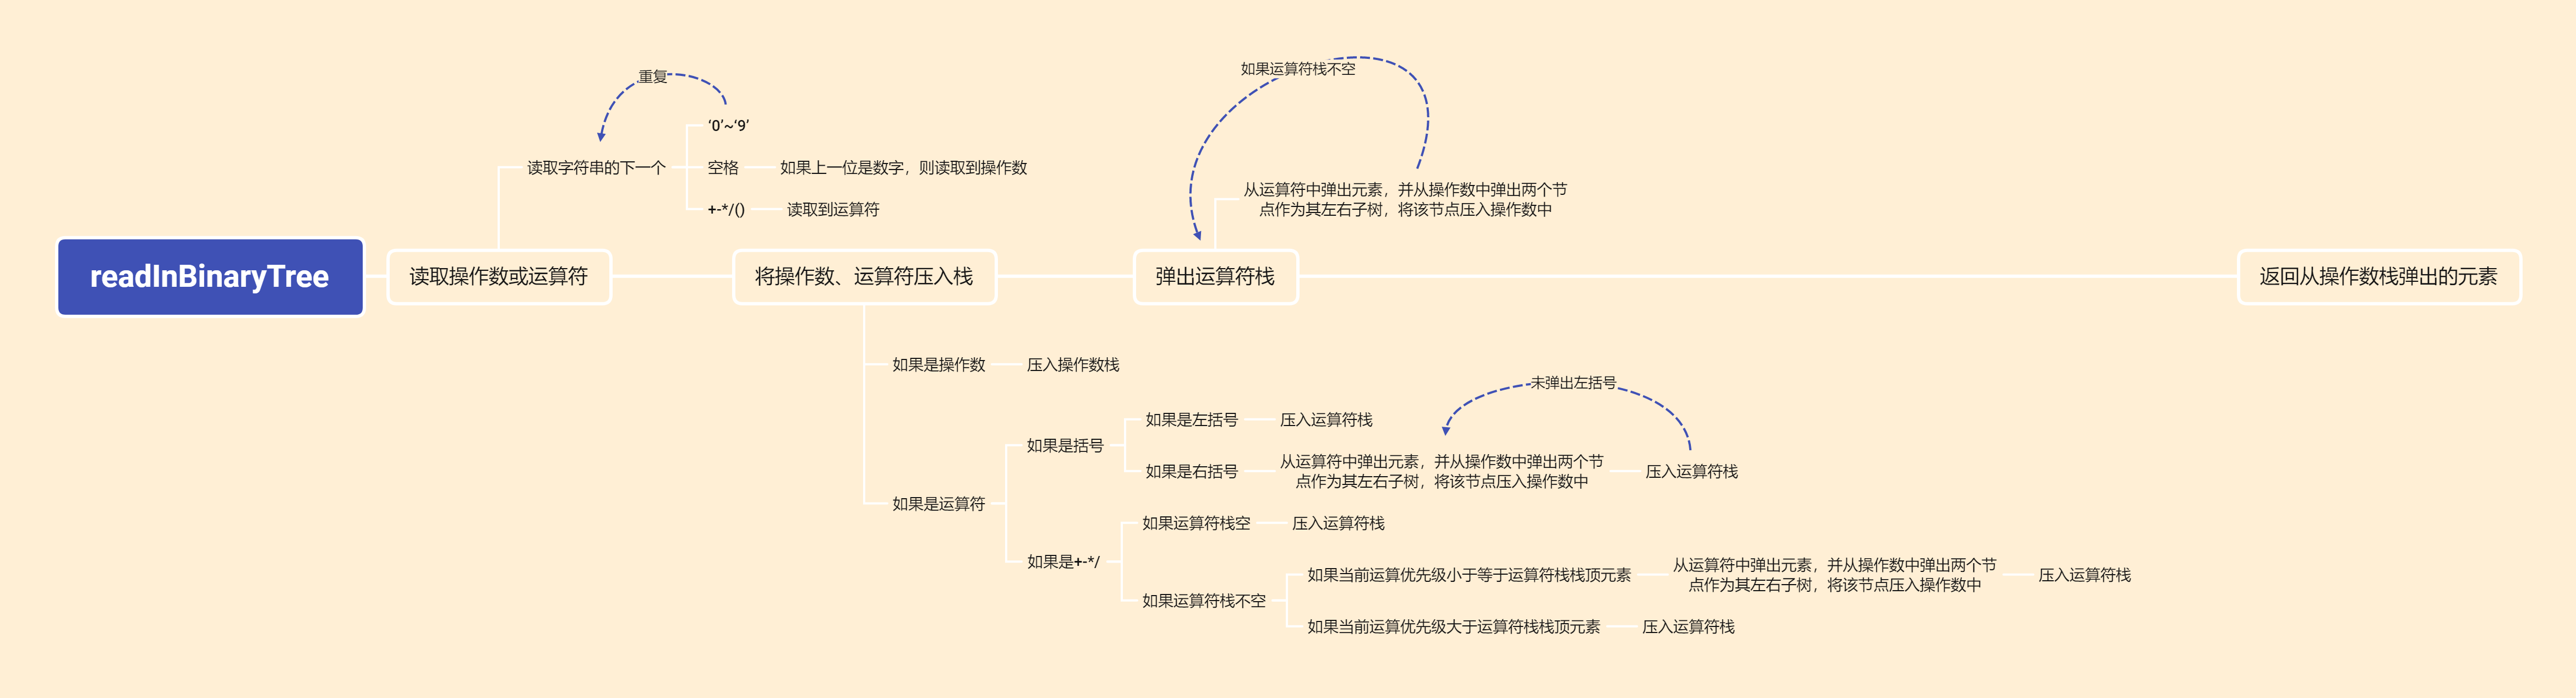 重复
如果运算符栈不空
‘0’~‘9’
读取字符串的下一个
空格
如果上一位是数字，则读取到操作数
+-*/()
读取到运算符
从运算符中弹出元素，并从操作数中弹出两个节
点作为其左右子树，将该节点压入操作数中
readInBinaryTree
读取操作数或运算符
将操作数、运算符压入栈
弹出运算符栈
返回从操作数栈弹出的元素
如果是操作数
压入操作数栈
未弹出左括号
如果是左括号
压入运算符栈
如果是括号
如果是右括号
从运算符中弹出元素，并从操作数中弹出两个节
点作为其左右子树，将该节点压入操作数中
压入运算符栈
如果是运算符
如果运算符栈空
压入运算符栈
如果是+-*/
如果当前运算优先级小于等于运算符栈栈顶元素
从运算符中弹出元素，并从操作数中弹出两个节
点作为其左右子树，将该节点压入操作数中
压入运算符栈
如果运算符栈不空
如果当前运算优先级大于运算符栈栈顶元素
压入运算符栈